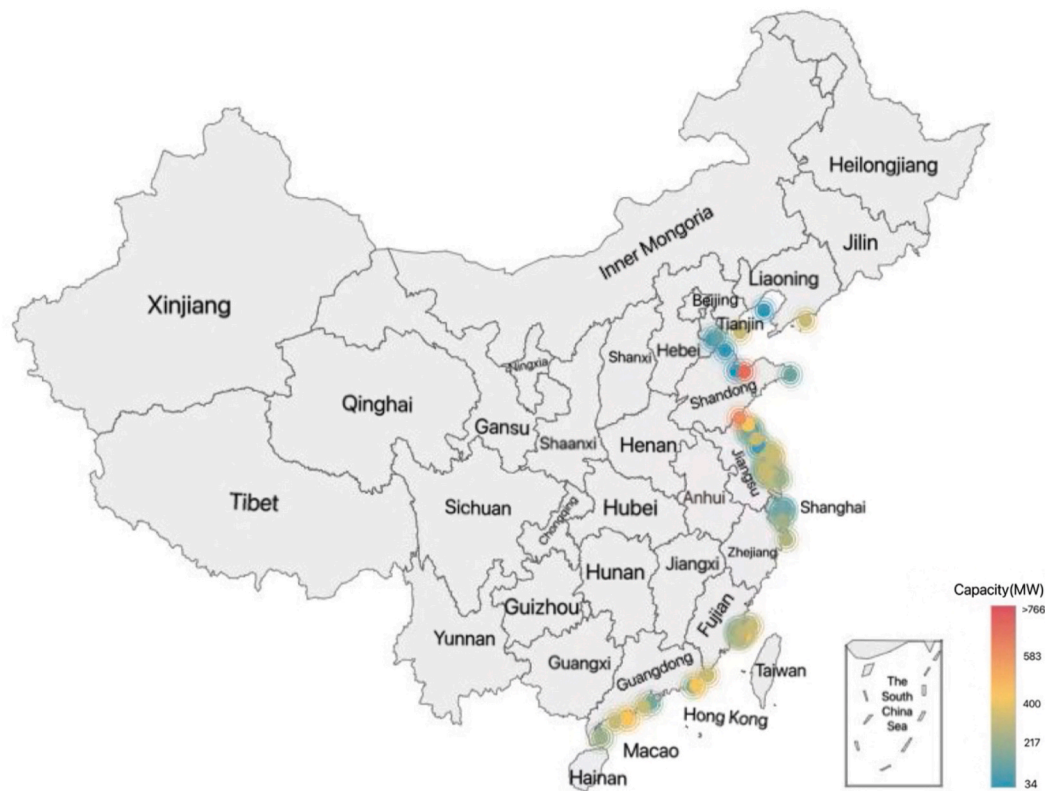 Heilongjiang
Jilin
Inner Mongoria
Liaoning
Beijing
Tianjin
Xinjiang
Hebei
Shanxi
Ningxia
Shandong
Qinghai
Gansu
Shaanxi
Henan
Jiangsu
Tibet
Sichuan
Chongqing
Hubei
Anhui
Shanghai
Zhejiang
Hunan
Jiangxi
Guizhou
Fujian
Yunnan
Guangxi
Guangdong
Taiwan
Hong Kong
Macao
Hainan
Capacity(MW)
>766
583
400
217
34
The
South
China
Sea